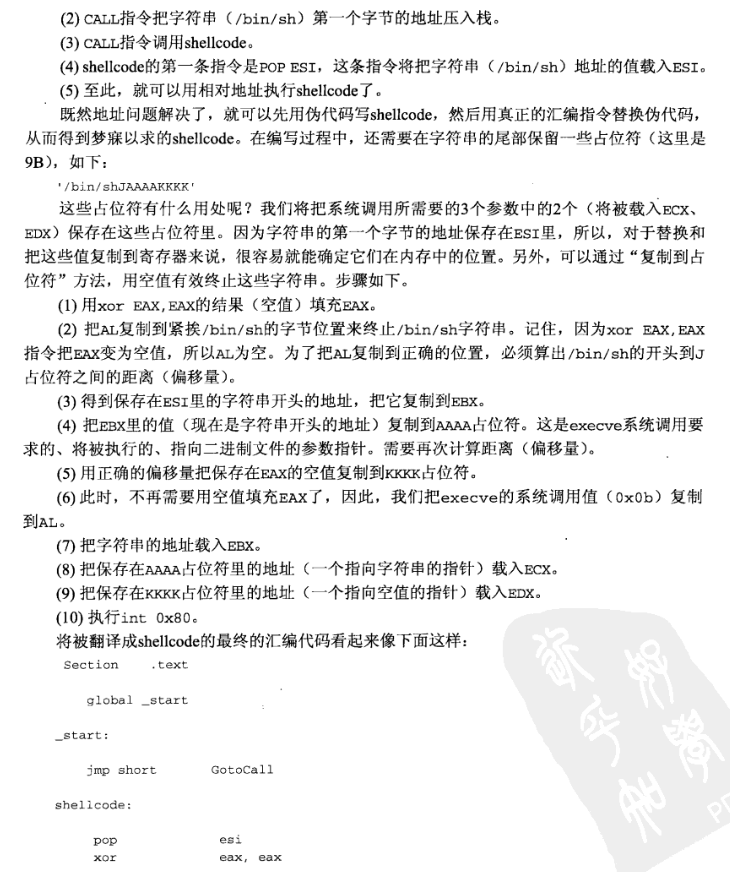 (2) CALL指令把字符串（/bin/sh）第一个字节的地址压入栈。
(3) CALL指令调用shellcode。
(4) shellcode的第一条指令是POP ESI，这条指令将把字符串（/bin/sh）地址的值载入ESI。
(5) 至此，就可以用相对地址执行shellcode了。
既然地址问题解决了，就可以先用伪代码写shellcode，然后用真正的汇编指令替换伪代码，
从而得到梦寐以求的shellcode。在编写过程中，还需要在字符串的尾部保留一些占位符（这里是
9B），如下：
'/bin/shJAAAAKKKK'
这些占位符有什么用处呢？我们将把系统调用所需要的3个参数中的2个（将被载入ECX、
EDX）保存在这些占位符里。因为字符串的第一个字节的地址保存在ESI里，所以，对于替换和
把这些值复制到寄存器来说，很容易就能确定它们在内存中的位置。另外，可以通过“复制到占
位符”方法，用空值有效终止这些字符串。步骤如下。
(1) 用xor EAX,EAX的结果（空值）填充EAX。
(2) 把AL复制到紧挨/bin/sh的字节位置来终止/bin/sh字符串。记住，因为xor EAX,EAX
指令把EAX变为空值，所以AL为空。为了把AL复制到正确的位置，必须算出/bin/sh的开头到J
占位符之间的距离（偏移量）。
(3) 得到保存在ESI里的字符串开头的地址，把它复制到EBX。
(4) 把EBX里的值（现在是字符串开头的地址）复制到AAAA占位符。这是execve系统调用要
求的、将被执行的、指向二进制文件的参数指针。需要再次计算距离（偏移量）。
(5) 用正确的偏移量把保存在EAX的空值复制到KKKK占位符。
(6) 此时，不再需要用空值填充EAX了，因此，我们把execve的系统调用值（0x0b）复制
到AL。
(7) 把字符串的地址载入EBX。
(8) 把保存在AAAA占位符里的地址（一个指向字符串的指针）载入ECX。
(9) 把保存在KKKK占位符里的地址（一个指向空值的指针）载入EDX。
(10) 执行int 0x80。
将被翻译成shellcode的最终的汇编代码看起来像下面这样：
Section .text
global _start
_start:
jmp short GotoCall
shellcode:
pop esi
xor eax, eax